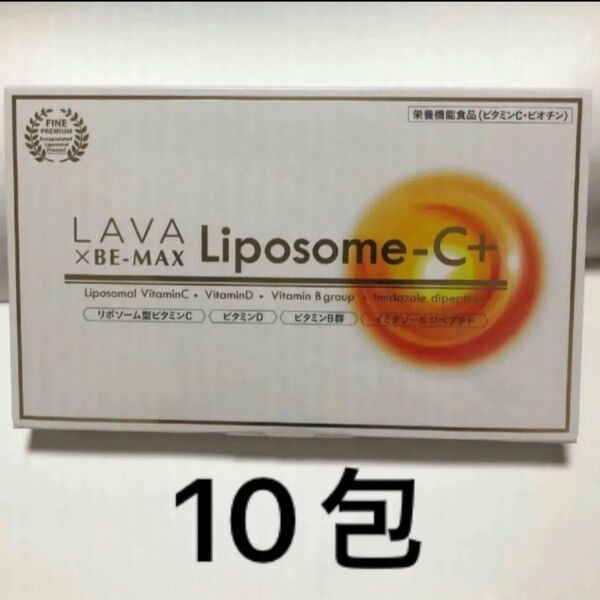 FINE
PREMIUM
Encapsulated
Liposomal
VitaminC
栄養機能食品(ビタミンC・ビオチン)
LAVA
×BE-MAX
Liposome-C+
Liposomal VitaminC • VitaminD • Vitamin B group • Imidazole dipeptide
リポソーム型ビタミンC ビタミンD ビタミンB群 イミダゾールジペプチド
10包